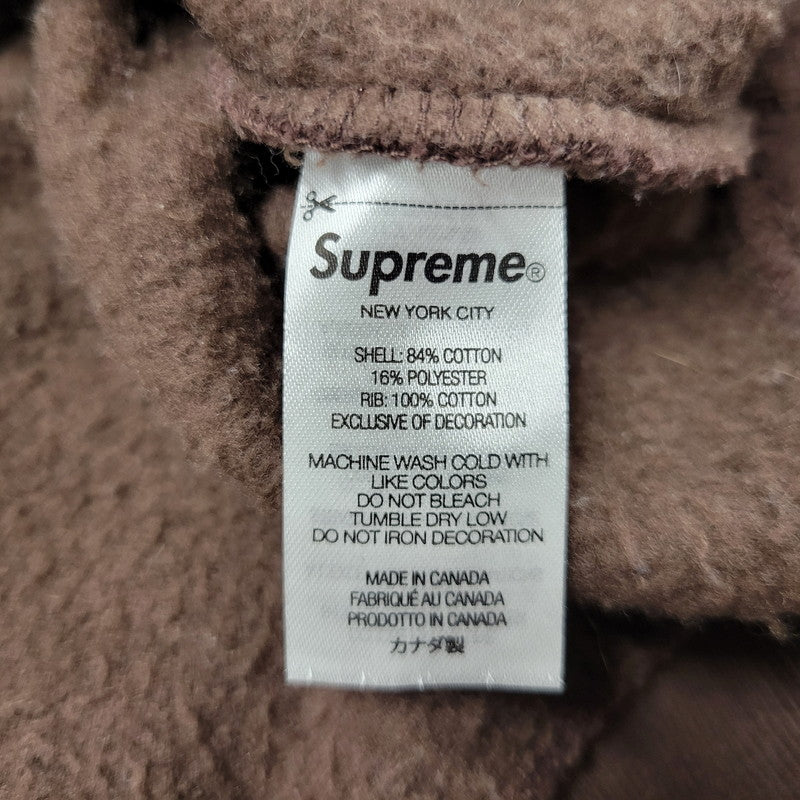 Supreme®
NEW YORK CITY
SHELL: 84% COTTON
16% POLYESTER
RIB: 100% COTTON
EXCLUSIVE OF DECORATION
MACHINE WASH COLD WITH
LIKE COLORS
DO NOT BLEACH
TUMBLE DRY LOW
DO NOT IRON DECORATION
MADE IN CANADA
FABRIQUÉ AU CANADA
PRODOTTO IN CANADA
カナダ製